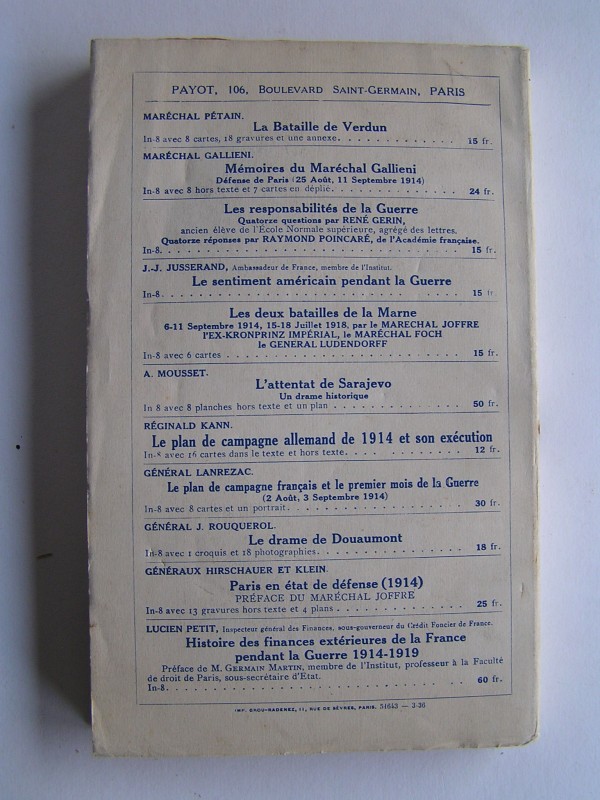 PAYOT, 106, BOULEVARD SAINT-GERMAIN, PARIS
MARÉCHAL PÉTAIN.
La Bataille de Verdun
In-8 avec 8 cartes, 18 gravures et une annexe. 15 fr.
MARÉCHAL GALLIENI.
Mémoires du Maréchal Gallieni
Défense de Paris (25 Août, 11 Septembre 1914)
In-8 avec 8 hors texte et 7 cartes en déplié. 24 fr.
Les responsabilités de la Guerre
Quatorze questions par RENÉ GERIN,
ancien élève de l'École Normale supérieure, agrégé des lettres.
Quatorze réponses par RAYMOND POINCARÉ, de l'Académie française.
In-8. 15 fr.
J.-J. JUSSERAND, Ambassadeur de France, membre de l'Institut.
Le sentiment américain pendant la Guerre
In-8 15 fr.
Les deux batailles de la Marne
6-11 Septembre 1914, 15-18 Juillet 1918, par le MARECHAL JOFFRE
l'EX-KRONPRINZ IMPÉRIAL, le MARÉCHAL FOCH
le GENERAL LUDENDORFF
In-8 avec 6 cartes 15 fr.
A. MOUSSET.
L'attentat de Sarajevo
Un drame historique
In 8 avec 8 planches hors texte et un plan 50 fr.
RÉGINALD KANN.
Le plan de campagne allemand de 1914 et son exécution
In-8 avec 16 cartes dans le texte et hors texte. 12 fr.
GÉNÉRAL LANREZAC.
Le plan de campagne français et le premier mois de la Guerre
(2 Août, 3 Septembre 1914)
In-8 avec 8 cartes et un portrait. 30 fr.
GÉNÉRAL J. ROUQUEROL.
Le drame de Douaumont
In-8 avec 1 croquis et 18 photographies. 18 fr.
GÉNÉRAUX HIRSCHAUER ET KLEIN.
Paris en état de défense (1914)
PRÉFACE DU MARÉCHAL JOFFRE
In-8 avec 13 gravures hors texte et 4 plans 25 fr.
LUCIEN PETIT, Inspecteur général des Finances, sous-gouverneur du Crédit Foncier de France.
Histoire des finances extérieures de la France
pendant la Guerre 1914-1919
Préface de M. GERMAIN MARTIN, membre de l'Institut, professeur à la Faculté
de droit de Paris, sous-secrétaire d'Etat.
In-8. 60 fr.
IMP. CROU-RADENEZ, 11, RUE DE SÈVRES, PARIS. 51643 — 3-36